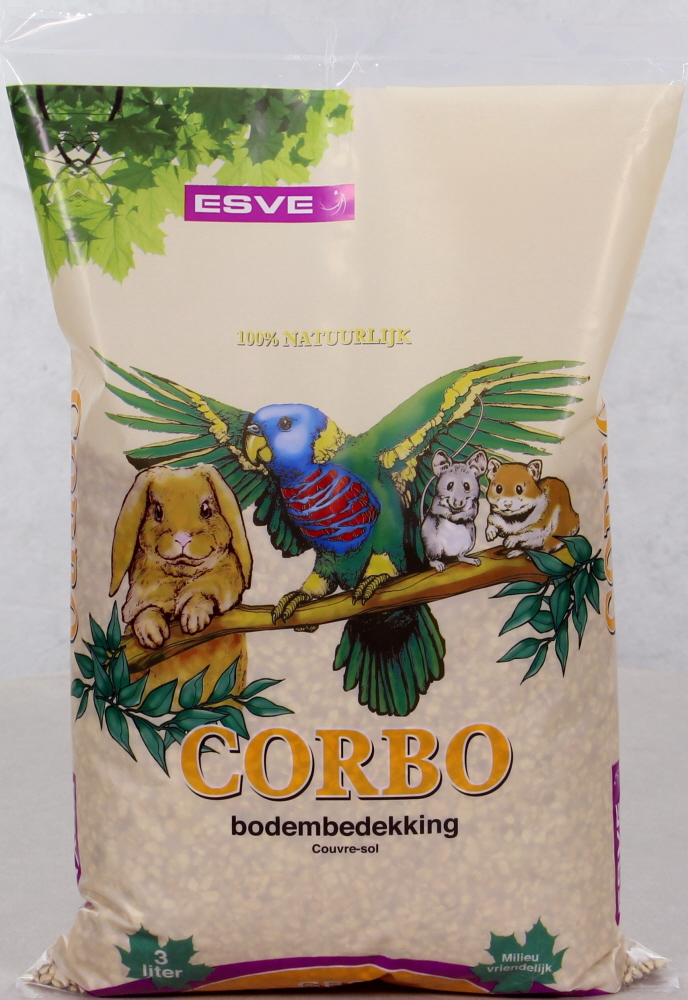 ESVE
100% NATUURLIJK
CORBO
bodembedekking
Couvre-sol
3
liter
Milieu
vriendelijk